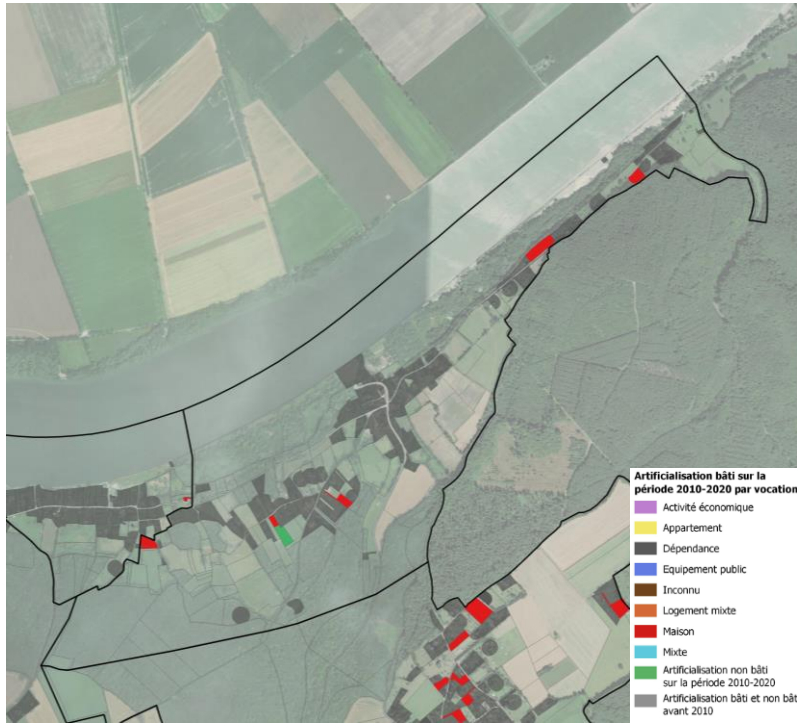 Artificialisation bâti sur la
période 2010-2020 par vocation
Activité économique
Appartement
Dépendance
Equipement public
Inconnu
Logement mixte
Maison
Mixte
Artificialisation non bâti
sur la période 2010-2020
Artificialisation bâti et non bât
avant 2010